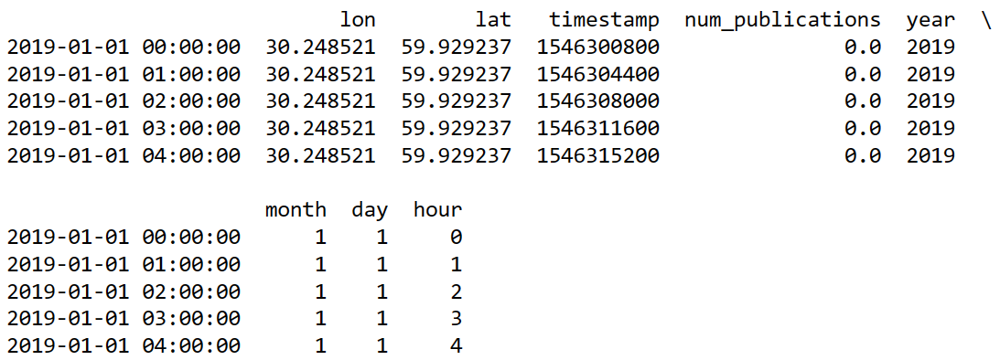 lon lat timestamp num_publications year \
2019-01-01 00:00:00 30.248521 59.929237 1546300800 0.0 2019
2019-01-01 01:00:00 30.248521 59.929237 1546304400 0.0 2019
2019-01-01 02:00:00 30.248521 59.929237 1546308000 0.0 2019
2019-01-01 03:00:00 30.248521 59.929237 1546311600 0.0 2019
2019-01-01 04:00:00 30.248521 59.929237 1546315200 0.0 2019
month day hour
2019-01-01 00:00:00 1 1 0
2019-01-01 01:00:00 1 1 1
2019-01-01 02:00:00 1 1 2
2019-01-01 03:00:00 1 1 3
2019-01-01 04:00:00 1 1 4